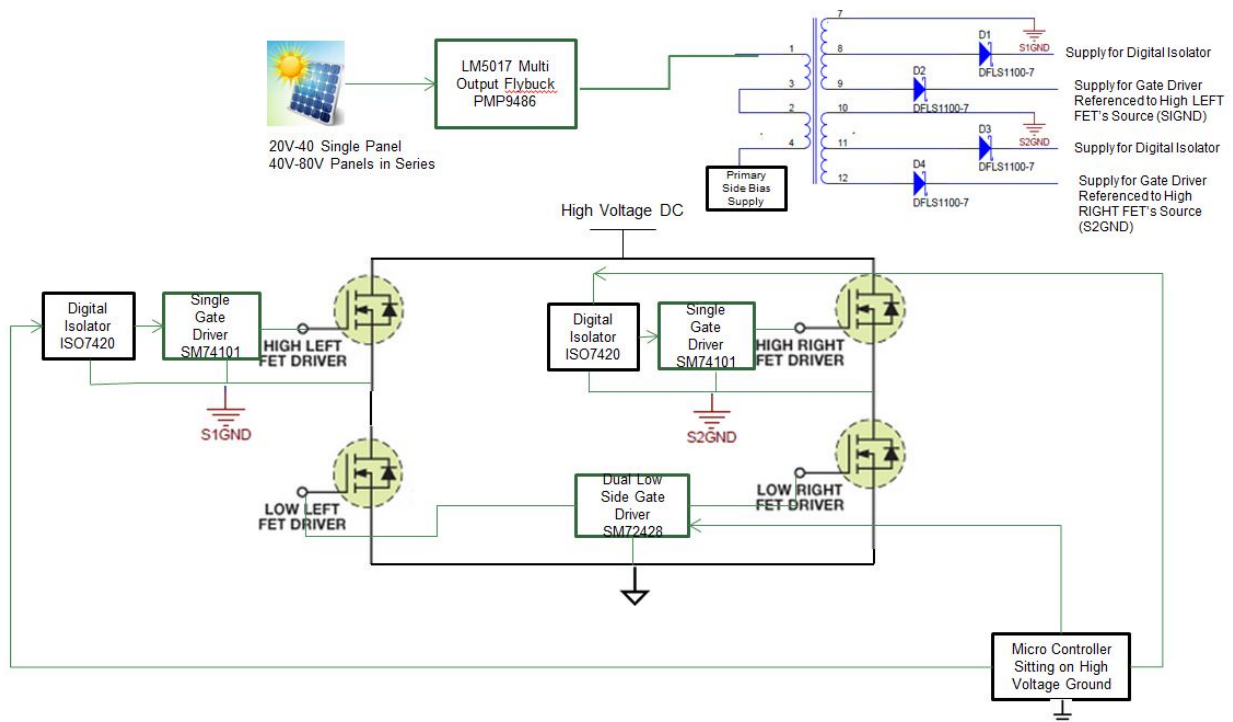 7
1
8
3
9
2
10
4
11
12
D1
S1GND
DFLS1100-7
D2
DFLS1100-7
S2GND
D3
DFLS1100-7
D4
DFLS1100-7
LM5017 Multi
Output Flybuck
PMP9486
20V-40 Single Panel
40V-80V Panels in Series
Primary
Side Bias
Supply
Supply for Digital Isolator
Supply for Gate Driver
Referenced to High LEFT
FET's Source (SIGND)
Supply for Digital Isolator
Supply for Gate Driver
Referenced to High
RIGHT FET's Source
(S2GND)
High Voltage DC
Digital
Isolator
ISO7420
Single
Gate
Driver
SM74101
HIGH LEFT
FET DRIVER
S1GND
Digital
Isolator
ISO7420
Single
Gate
Driver
SM74101
HIGH RIGHT
FET DRIVER
S2GND
LOW LEFT
FET DRIVER
Dual Low
Side Gate
Driver
SM72428
LOW RIGHT
FET DRIVER
Micro Controller
Sitting on High
Voltage Ground